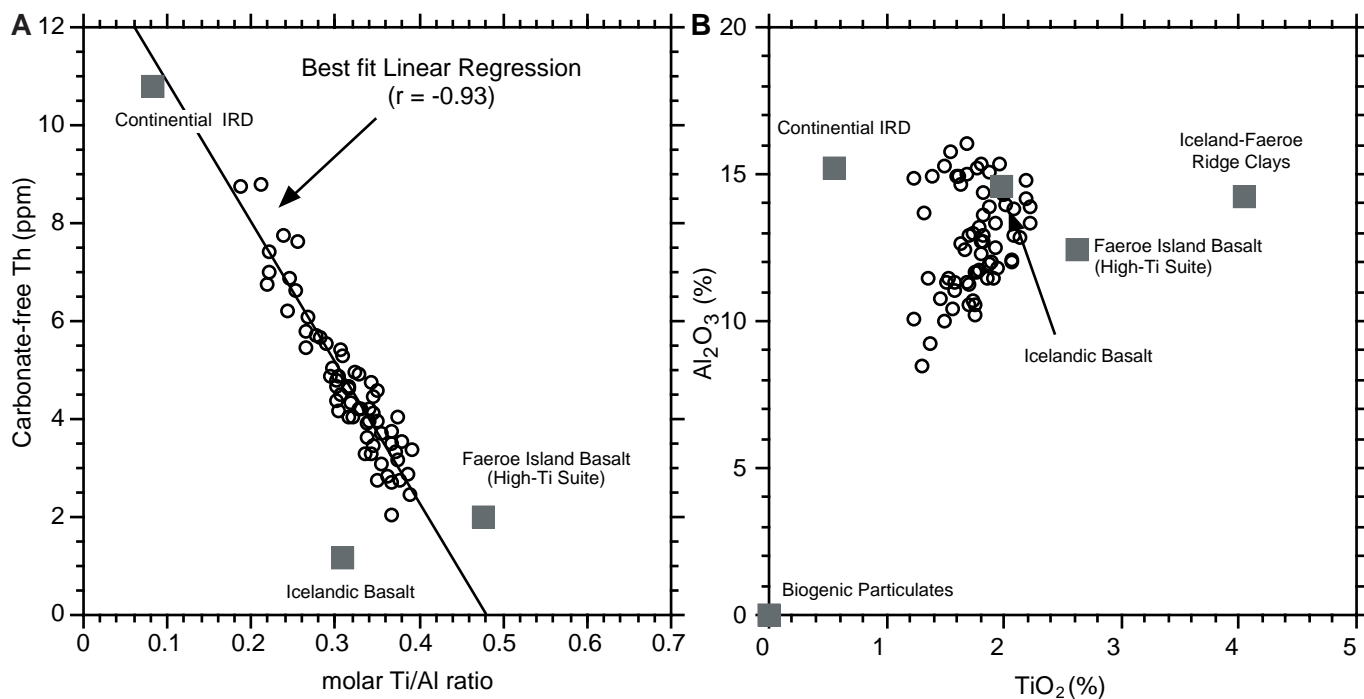 A
12
10
8
6
4
2
0
Carbonate-free Th (ppm)
Best fit Linear Regression
(r = -0.93)
Continental IRD
Faeroe Island Basalt
(High-Ti Suite)
Icelandic Basalt
0 0.1 0.2 0.3 0.4 0.5 0.6 0.7
molar Ti/Al ratio
B
20
15
10
5
0
Al2O3 (%)
Continental IRD
Iceland-Faeroe
Ridge Clays
Faeroe Island Basalt
(High-Ti Suite)
Icelandic Basalt
Biogenic Particulates
0 1 2 3 4 5
TiO2 (%)